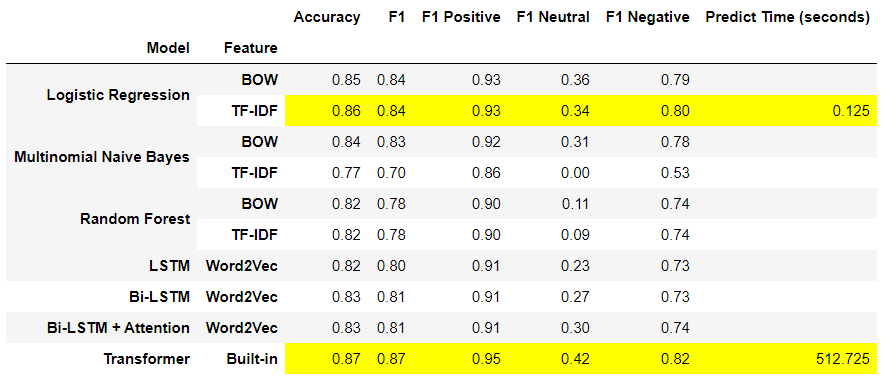 Accuracy F1 F1 Positive F1 Neutral F1 Negative Predict Time (seconds)
Model Feature
Logistic Regression BOW 0.85 0.84 0.93 0.36 0.79
TF-IDF 0.86 0.84 0.93 0.34 0.80 0.125
Multinomial Naive Bayes BOW 0.84 0.83 0.92 0.31 0.78
TF-IDF 0.77 0.70 0.86 0.00 0.53
Random Forest BOW 0.82 0.78 0.90 0.11 0.74
TF-IDF 0.82 0.78 0.90 0.09 0.74
LSTM Word2Vec 0.82 0.80 0.91 0.23 0.73
Bi-LSTM Word2Vec 0.83 0.81 0.91 0.27 0.73
Bi-LSTM + Attention Word2Vec 0.83 0.81 0.91 0.30 0.74
Transformer Built-in 0.87 0.87 0.95 0.42 0.82 512.725